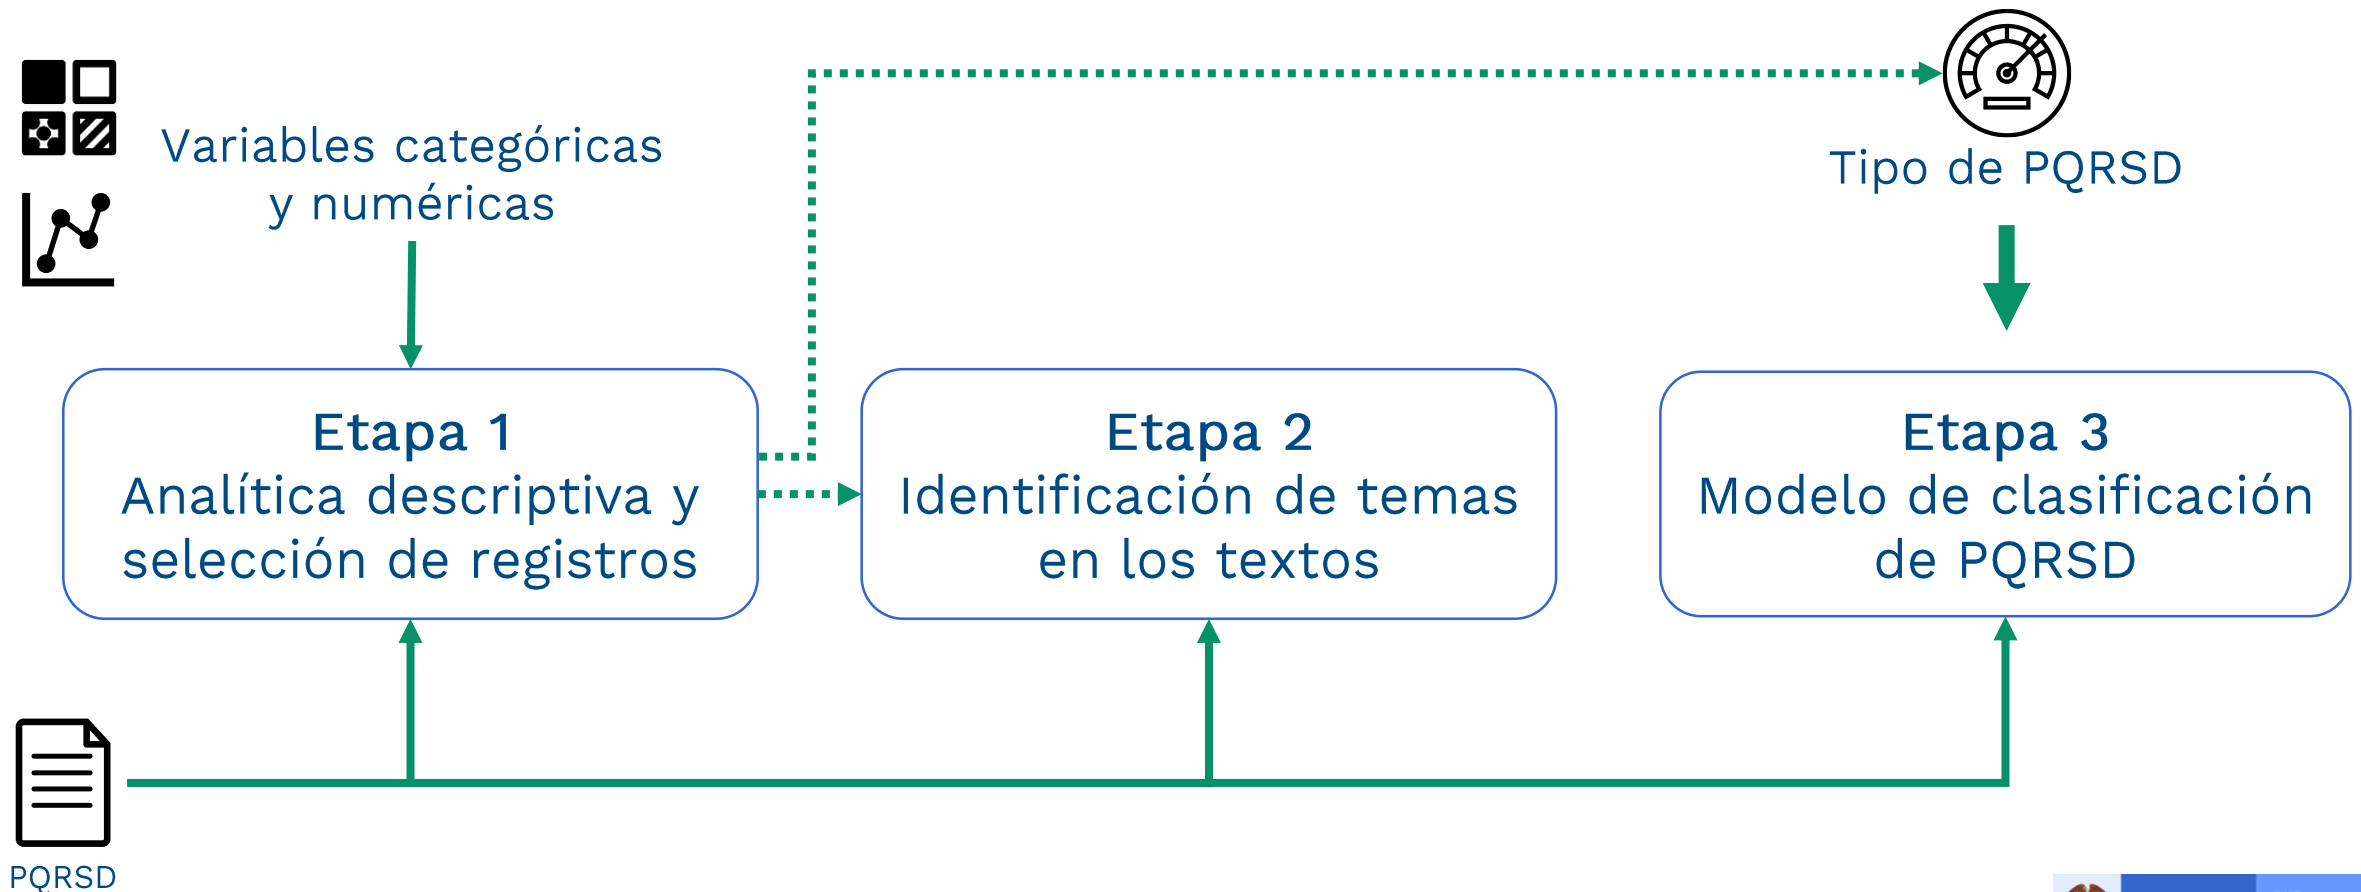 Variables categóricas
y numéricas
Tipo de PQRSD
Etapa 1
Analítica descriptiva y
selección de registros
Etapa 2
Identificación de temas
en los textos
Etapa 3
Modelo de clasificación
de PQRSD
PQRSD